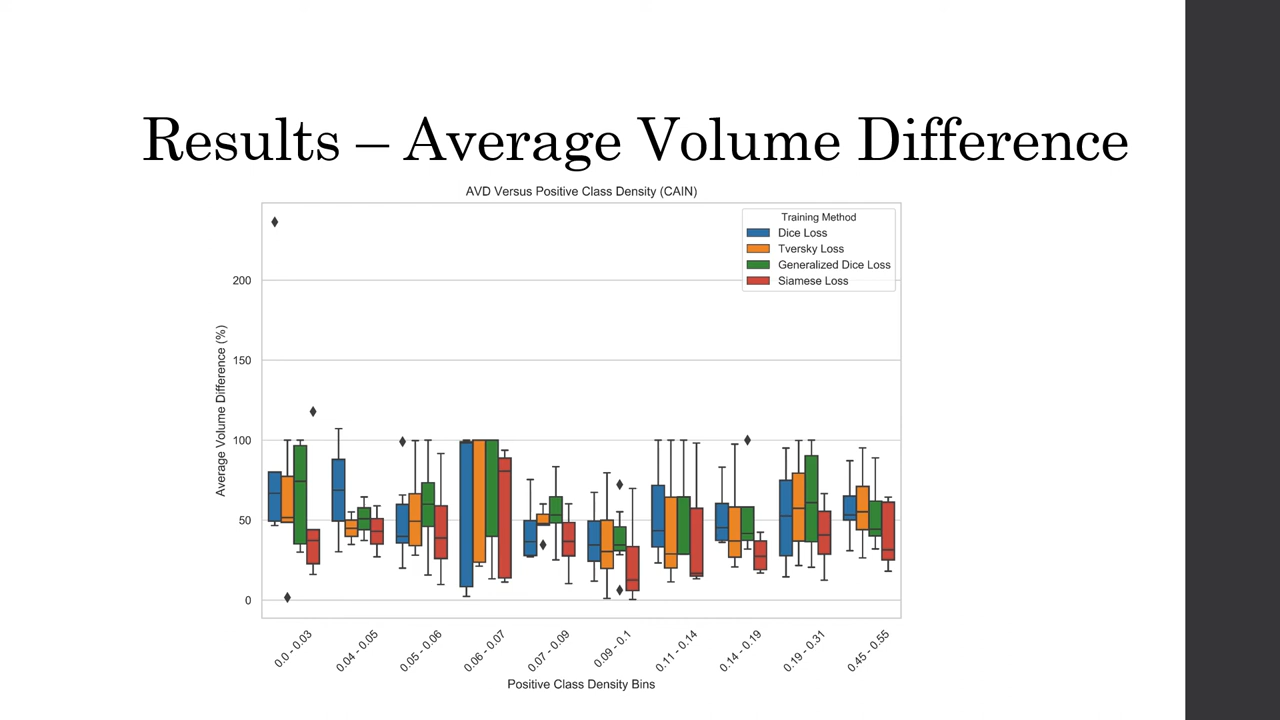 Results – Average Volume Difference
AVD Versus Positive Class Density (CAIN)
Training Method
Dice Loss
Tversky Loss
Generalized Dice Loss
Siamese Loss
Average Volume Difference (%)
200
150
100
50
0
0.0 - 0.03
0.04 - 0.05
0.05 - 0.06
0.06 - 0.07
0.07 - 0.09
0.09 - 0.1
0.11 - 0.14
0.14 - 0.19
0.19 - 0.31
0.45 - 0.55
Positive Class Density Bins